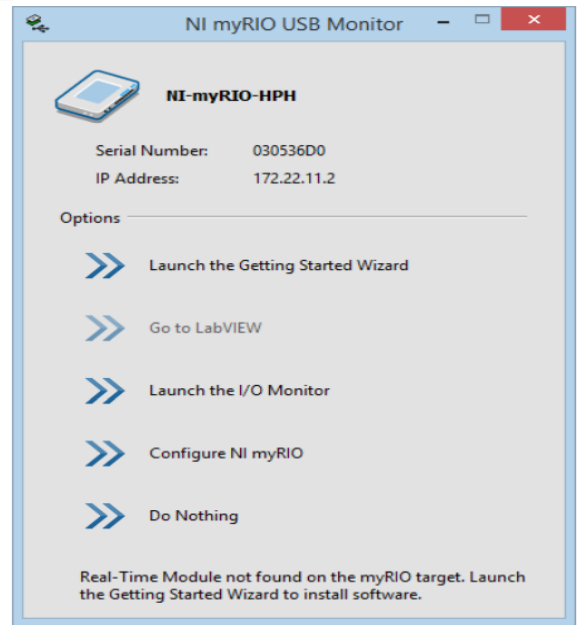 NI myRIO USB Monitor
NI-myRIO-HPH
Serial Number: 030536D0
IP Address: 172.22.11.2
Options
Launch the Getting Started Wizard
Go to LabVIEW
Launch the I/O Monitor
Configure NI myRIO
Do Nothing
Real-Time Module not found on the myRIO target. Launch
the Getting Started Wizard to install software.